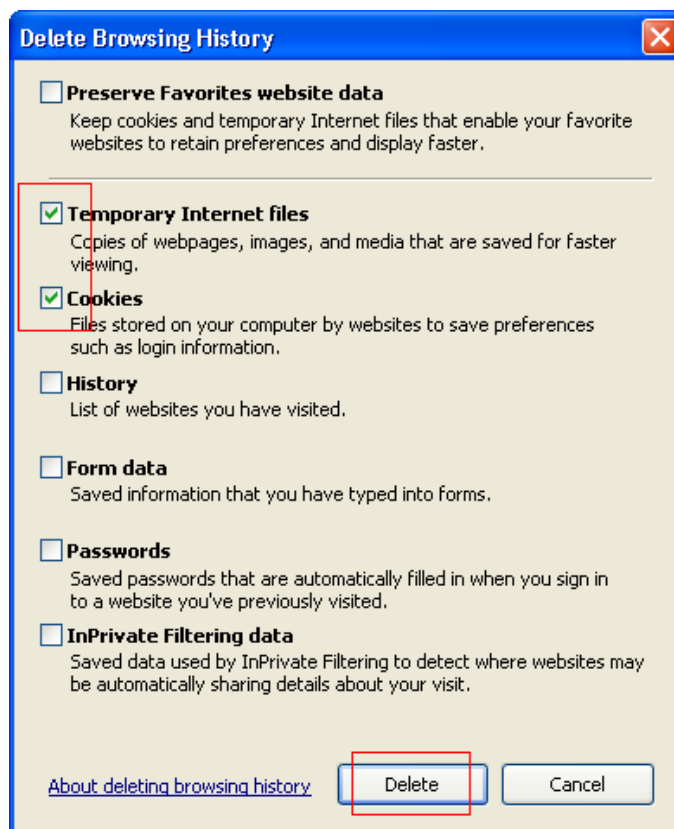 Delete Browsing History
Preserve Favorites website data
Keep cookies and temporary Internet files that enable your favorite
websites to retain preferences and display faster.
Temporary Internet files
Copies of webpages, images, and media that are saved for faster
viewing.
Cookies
Files stored on your computer by websites to save preferences
such as login information.
History
List of websites you have visited.
Form data
Saved information that you have typed into forms.
Passwords
Saved passwords that are automatically filled in when you sign in
to a website you've previously visited.
InPrivate Filtering data
Saved data used by InPrivate Filtering to detect where websites may
be automatically sharing details about your visit.
About deleting browsing history Delete Cancel